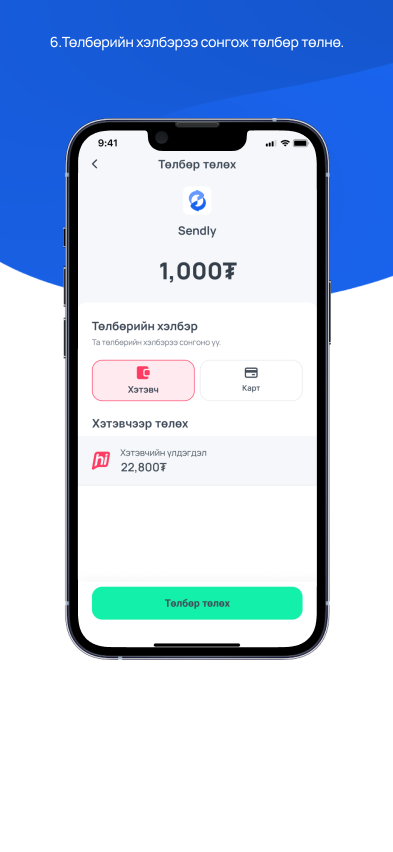 6.Төлбөрийн хэлбэрээ сонгож төлбөр төлнө.
9:41
Төлбөр төлөх
Sendly
1,000₮
Төлбөрийн хэлбэр
Та төлбөрийн хэлбэрээ сонгоно уу.
Хэтэвч
Карт
Хэтэвчээр төлөх
hi
Хэтэвчийн үлдэгдэл
22,800₮
Төлбөр төлөх